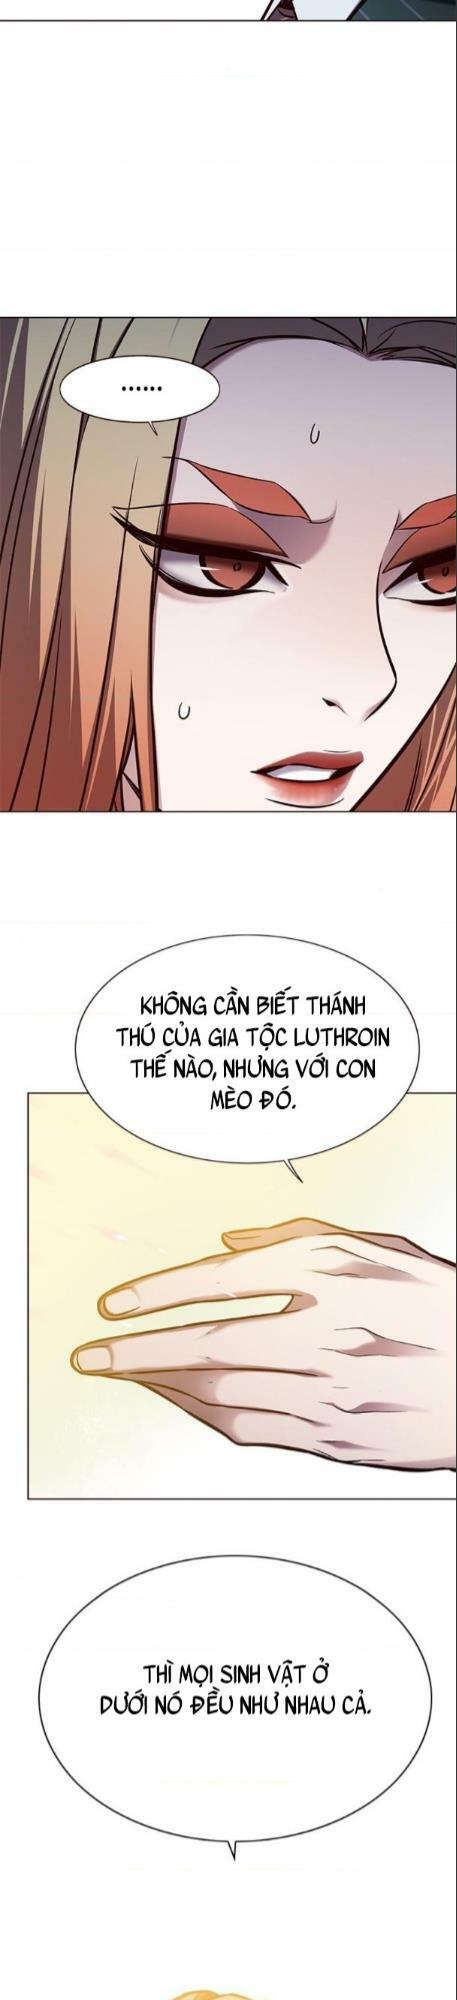 ......
KHÔNG CẦN BIẾT THÁNH
THÚ CỦA GIA TỘC LUTHROIN
THẾ NÀO, NHƯNG VỚI CON
MÈO ĐÓ.
THÌ MỌI SINH VẬT Ở
DƯỚI NÓ ĐỀU NHƯ NHAU CẢ.